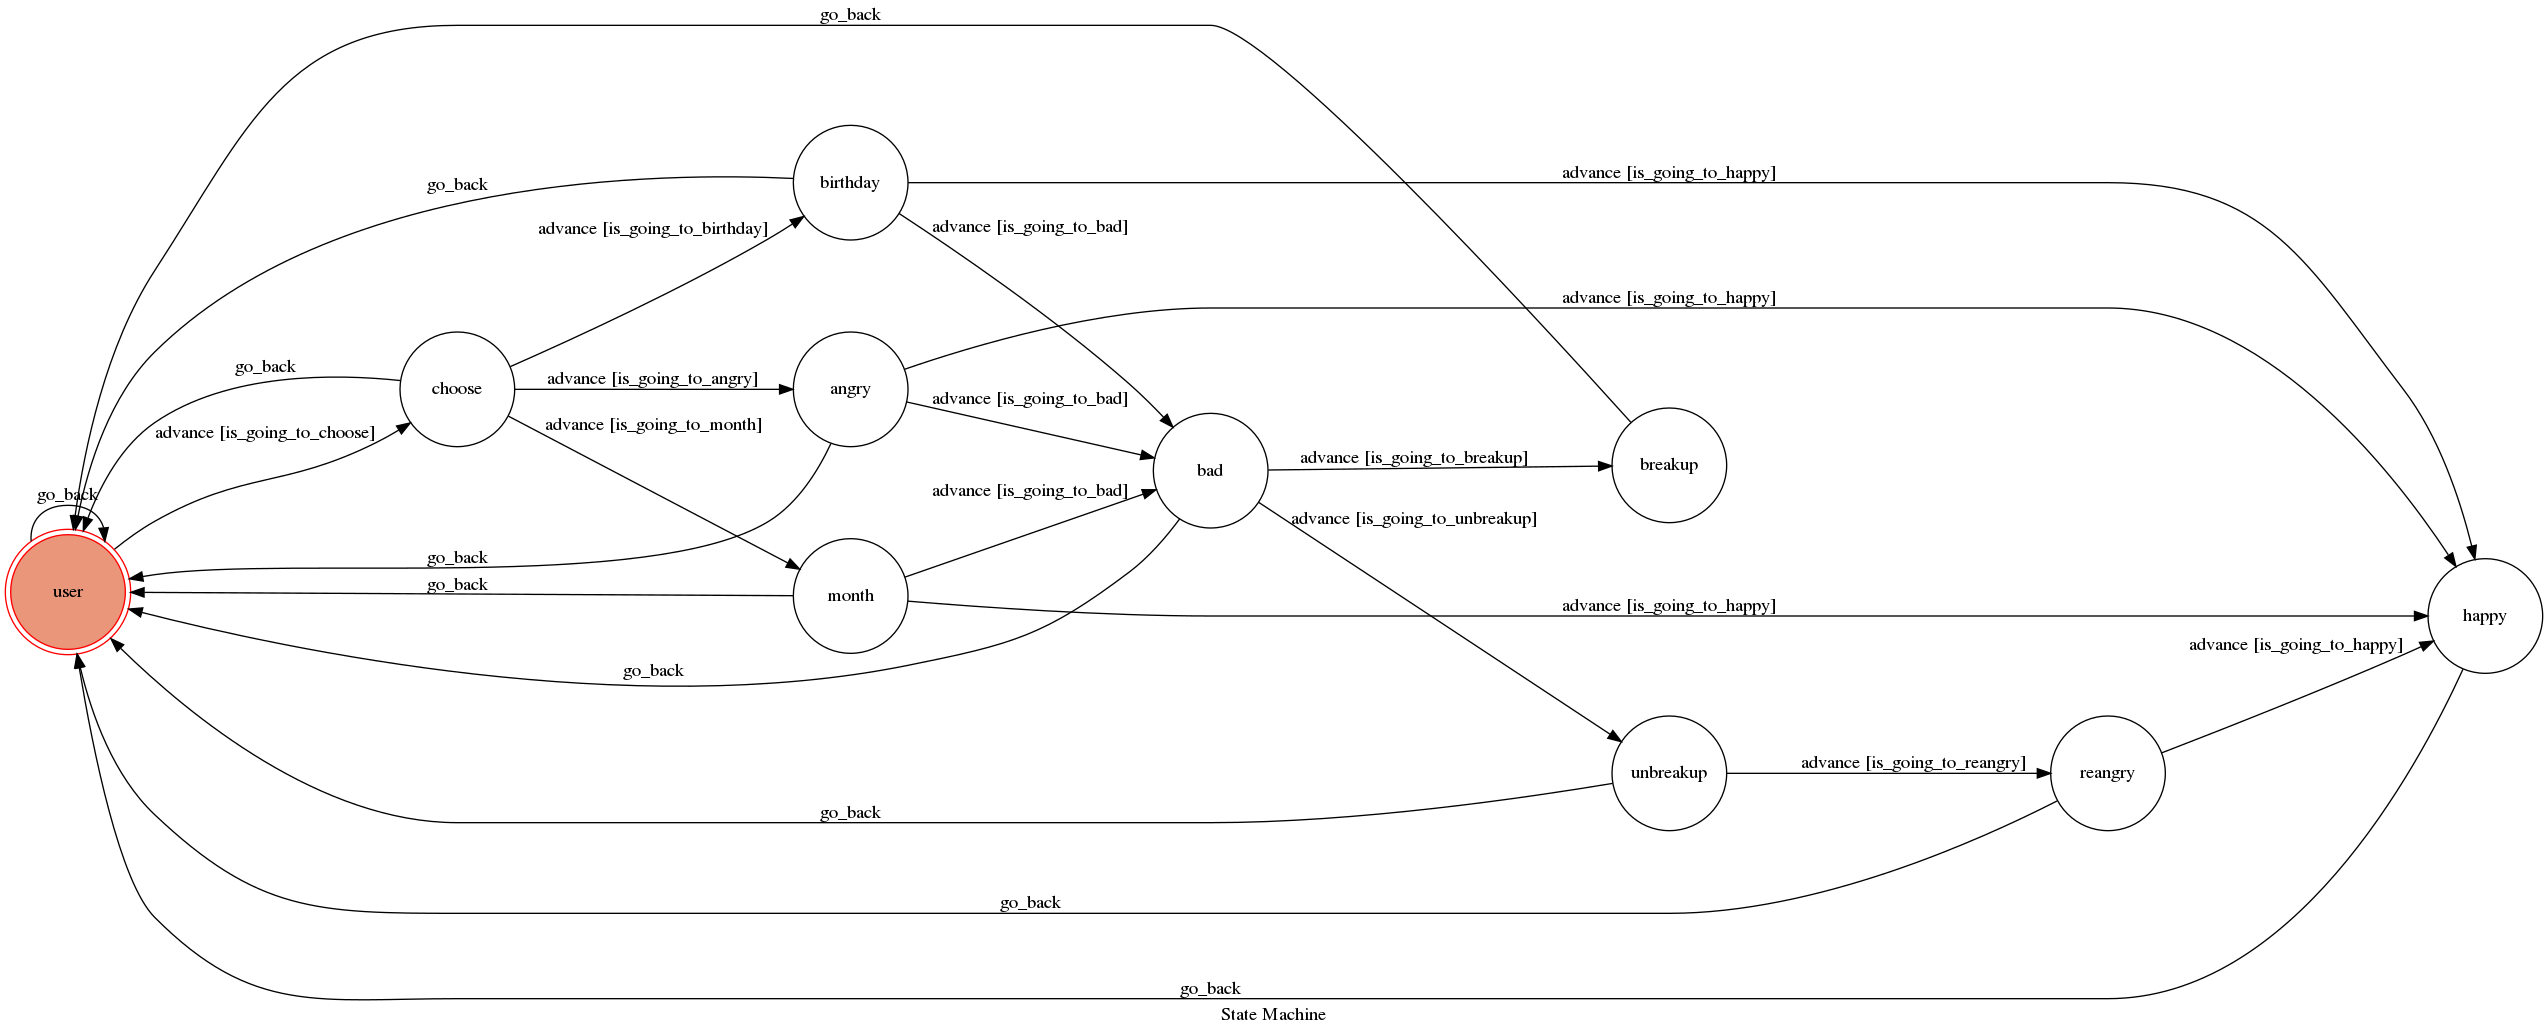 go_back
birthday
advance [is_going_to_happy]
go_back
advance [is_going_to_birthday]
advance [is_going_to_bad]
advance [is_going_to_happy]
go_back
choose
advance [is_going_to_angry]
angry
advance [is_going_to_bad]
advance [is_going_to_choose]
advance [is_going_to_month]
bad
advance [is_going_to_breakup]
breakup
go_back
advance [is_going_to_bad]
advance [is_going_to_unbreakup]
go_back
go_back
user
month
advance [is_going_to_happy]
happy
advance [is_going_to_happy]
go_back
unbreakup
advance [is_going_to_reangry]
reangry
go_back
go_back
go_back
State Machine